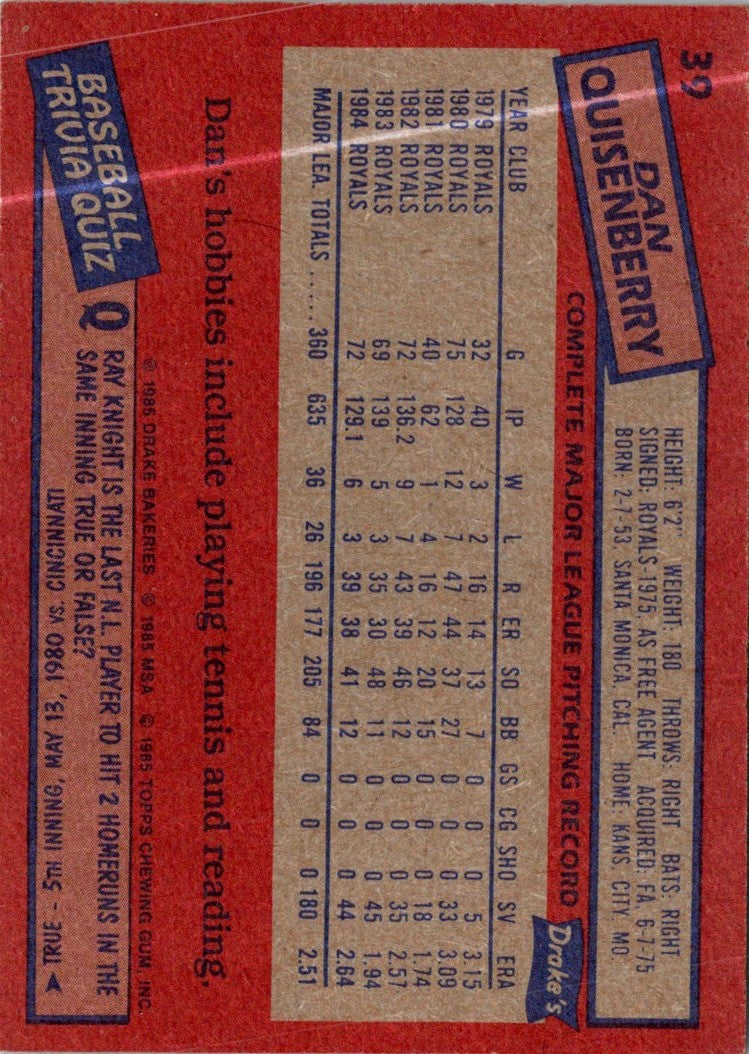 39
DAN
QUISENBERRY
HEIGHT: 6'2" WEIGHT: 180 THROWS: RIGHT BATS: RIGHT
SIGNED: ROYALS-1975, AS FREE AGENT ACQUIRED: FA, 6-7-75
BORN: 2-7-53, SANTA MONICA, CAL. HOME: KANS. CITY, MO.
COMPLETE MAJOR LEAGUE PITCHING RECORD
Drake's
YEAR CLUB G IP W L R ER SO BB GS CG SHO SV ERA
1979 ROYALS 32 40 3 2 16 14 13 7 0 0 0 5 3.15
1980 ROYALS 75 128 12 7 47 44 37 27 0 0 0 33 3.09
1981 ROYALS 40 62 1 4 16 12 20 15 0 0 0 18 1.74
1982 ROYALS 72 136.2 9 7 43 39 46 12 0 0 0 35 2.57
1983 ROYALS 69 139 5 3 35 30 48 11 0 0 0 45 1.94
1984 ROYALS 72 129.1 6 3 39 38 41 12 0 0 0 44 2.64
MAJOR LEA. TOTALS ..... 360 635 36 26 196 177 205 84 0 0 0 180 2.51
Dan's hobbies include playing tennis and reading.
© 1985 DRAKE BAKERIES © 1985 MSA © 1985 TOPPS CHEWING GUM, INC.
BASEBALL
TRIVIA QUIZ
Q RAY KNIGHT IS THE LAST N.L. PLAYER TO HIT 2 HOMERUNS IN THE
SAME INNING TRUE OR FALSE?
➤ TRUE - 5TH INNING, MAY 13, 1980 VS. CINCINNATI